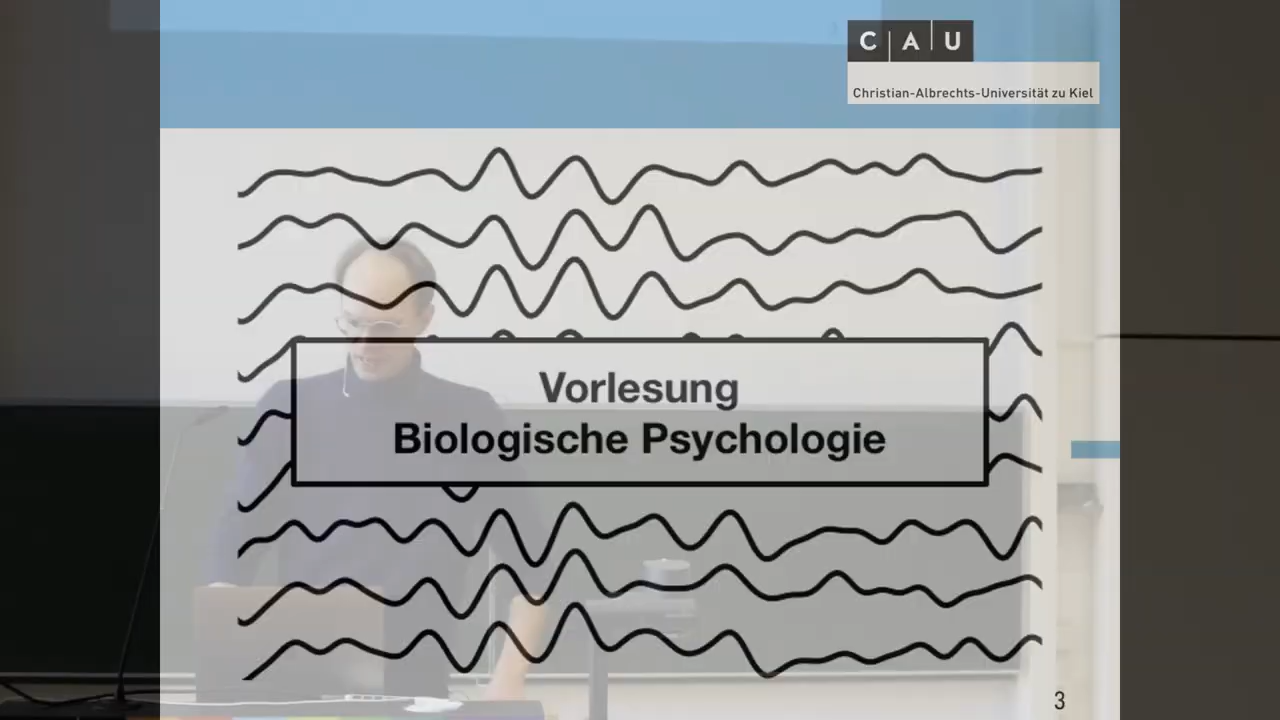 C A U
Christian-Albrechts-Universität zu Kiel
Vorlesung
Biologische Psychologie
3